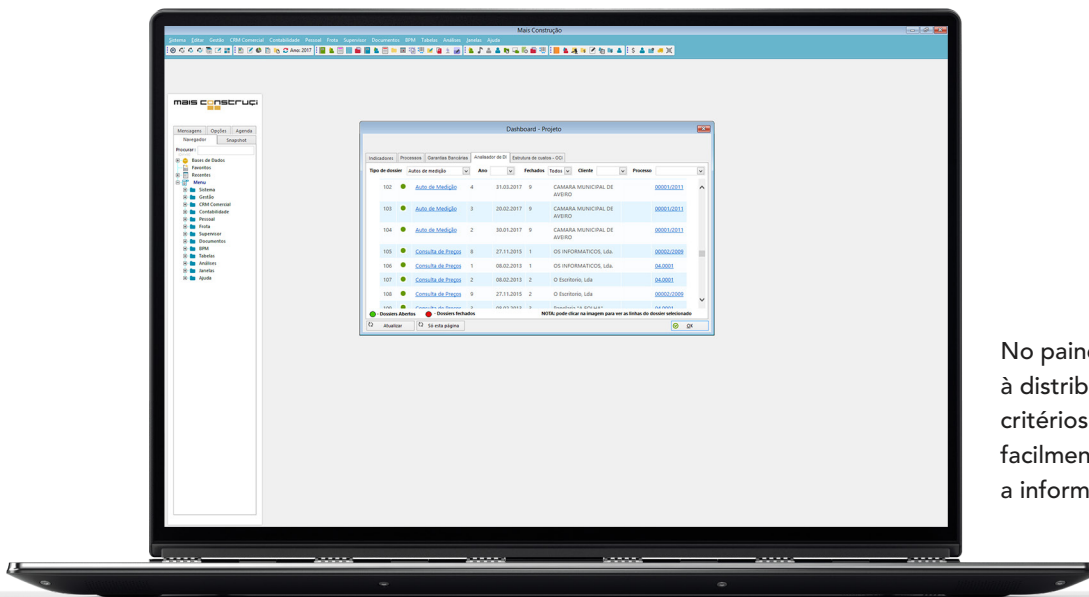 Mais Construção
Sistema Editar Gestão CRM Comercial Contabilidade Pessoal Frota Supervisor Documentos BPM Tabelas Análises Janelas Ajuda
Ano: 2017
mais construçi
Mensagens Opções Agenda
Navegador Snapshot
Procurar:
Bases de Dados
Favoritos
Recentes
Menu
Sistema
Gestão
CRM Comercial
Contabilidade
Pessoal
Frota
Supervisor
Documentos
BPM
Tabelas
Análises
Janelas
Ajuda
Dashboard - Projeto
Indicadores Processos Garantias Bancárias Analisador do DI Estrutura de custos - OCI
Tipo de dossier Autos de medição Ano Fechados Todos Cliente Processo
102 Auto de Medição 4 31.03.2017 9 CAMARA MUNICIPAL DE AVEIRO 00001/2011
103 Auto de Medição 3 20.02.2017 9 CAMARA MUNICIPAL DE AVEIRO 00001/2011
104 Auto de Medição 2 30.01.2017 9 CAMARA MUNICIPAL DE AVEIRO 00001/2011
105 Consulta de Preços 8 27.11.2015 1 OS INFORMATICOS, Lda. 00002/2009
106 Consulta de Preços 1 08.02.2013 1 OS INFORMATICOS, Lda. 04.0001
107 Consulta de Preços 2 08.02.2013 2 O Escritorio, Lda 04.0001
108 Consulta de Preços 9 27.11.2015 2 O Escritorio, Lda 00002/2009
- Dossiers Abertos - Dossiers fechados NOTA: pode clicar na imagem para ver as linhas do dossier selecionado
Atualizar Só esta página OK
No paine
à distrib
critérios
facilmen
a inform